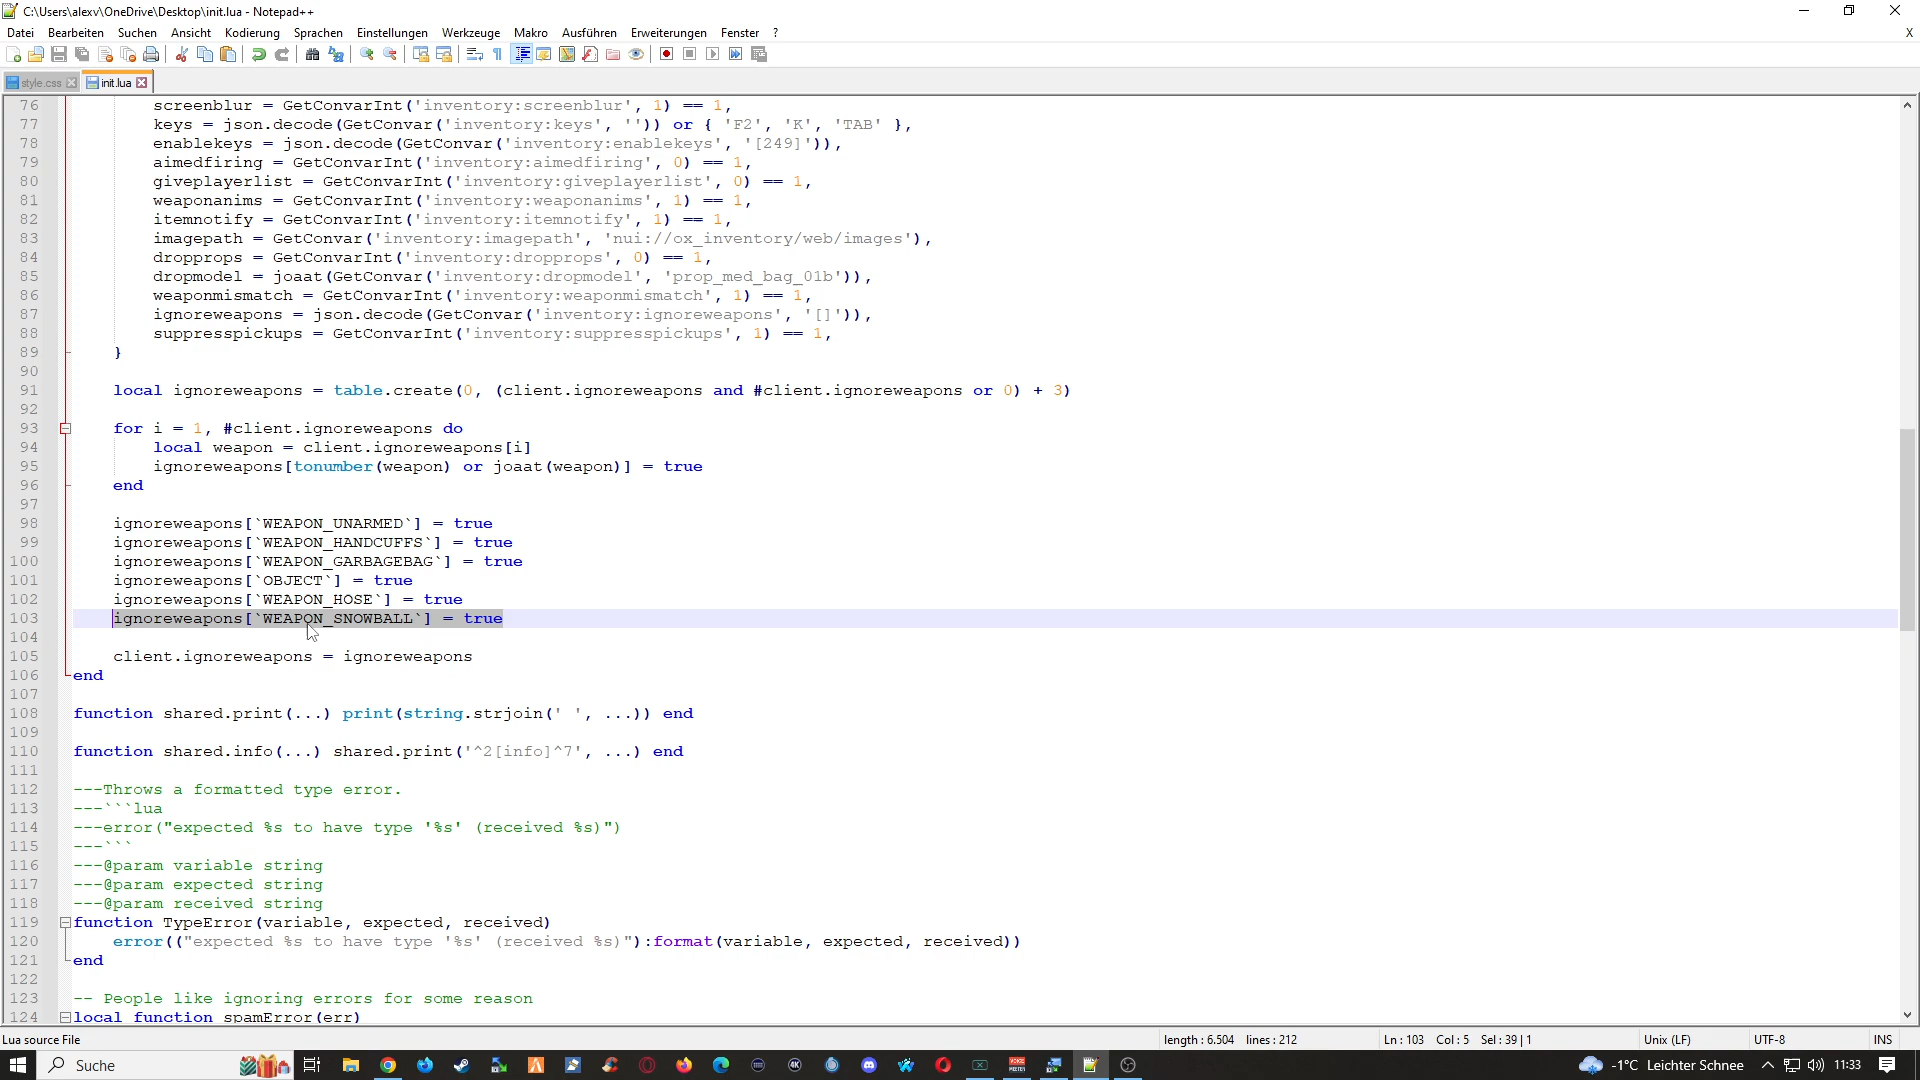 C:\Users\alexv\OneDrive\Desktop\init.lua - Notepad++
Datei Bearbeiten Suchen Ansicht Kodierung Sprachen Einstellungen Werkzeuge Makro Ausführen Erweiterungen Fenster ? X
style.css init.lua
76 screenblur = GetConvarInt('inventory:screenblur', 1) == 1,
77 keys = json.decode(GetConvar('inventory:keys', '')) or { 'F2', 'K', 'TAB' },
78 enablekeys = json.decode(GetConvar('inventory:enablekeys', '[249]')),
79 aimedfiring = GetConvarInt('inventory:aimedfiring', 0) == 1,
80 giveplayerlist = GetConvarInt('inventory:giveplayerlist', 0) == 1,
81 weaponanims = GetConvarInt('inventory:weaponanims', 1) == 1,
82 itemnotify = GetConvarInt('inventory:itemnotify', 1) == 1,
83 imagepath = GetConvar('inventory:imagepath', 'nui://ox_inventory/web/images'),
84 dropprops = GetConvarInt('inventory:dropprops', 0) == 1,
85 dropmodel = joaat(GetConvar('inventory:dropmodel', 'prop_med_bag_01b')),
86 weaponmismatch = GetConvarInt('inventory:weaponmismatch', 1) == 1,
87 ignoreweapons = json.decode(GetConvar('inventory:ignoreweapons', '[]')),
88 suppresspickups = GetConvarInt('inventory:suppresspickups', 1) == 1,
89 }
90
91 local ignoreweapons = table.create(0, (client.ignoreweapons and #client.ignoreweapons or 0) + 3)
92
93 for i = 1, #client.ignoreweapons do
94 local weapon = client.ignoreweapons[i]
95 ignoreweapons[tonumber(weapon) or joaat(weapon)] = true
96 end
97
98 ignoreweapons[`WEAPON_UNARMED`] = true
99 ignoreweapons[`WEAPON_HANDCUFFS`] = true
100 ignoreweapons[`WEAPON_GARBAGEBAG`] = true
101 ignoreweapons[`OBJECT`] = true
102 ignoreweapons[`WEAPON_HOSE`] = true
103 ignoreweapons[`WEAPON_SNOWBALL`] = true
104
105 client.ignoreweapons = ignoreweapons
106 end
107
108 function shared.print(...) print(string.strjoin(' ', ...)) end
109
110 function shared.info(...) shared.print('^2[info]^7', ...) end
111
112 ---Throws a formatted type error.
113 ---```lua
114 ---error("expected %s to have type '%s' (received %s)")
115 ---```
116 ---@param variable string
117 ---@param expected string
118 ---@param received string
119 function TypeError(variable, expected, received)
120 error(("expected %s to have type '%s' (received %s)"):format(variable, expected, received))
121 end
122
123 -- People like ignoring errors for some reason
124 local function spamError(err)
Lua source File length : 6.504 lines : 212 Ln : 103 Col : 5 Sel : 39 | 1 Unix (LF) UTF-8 INS
Suche 4K -1°C Leichter Schnee 11:33